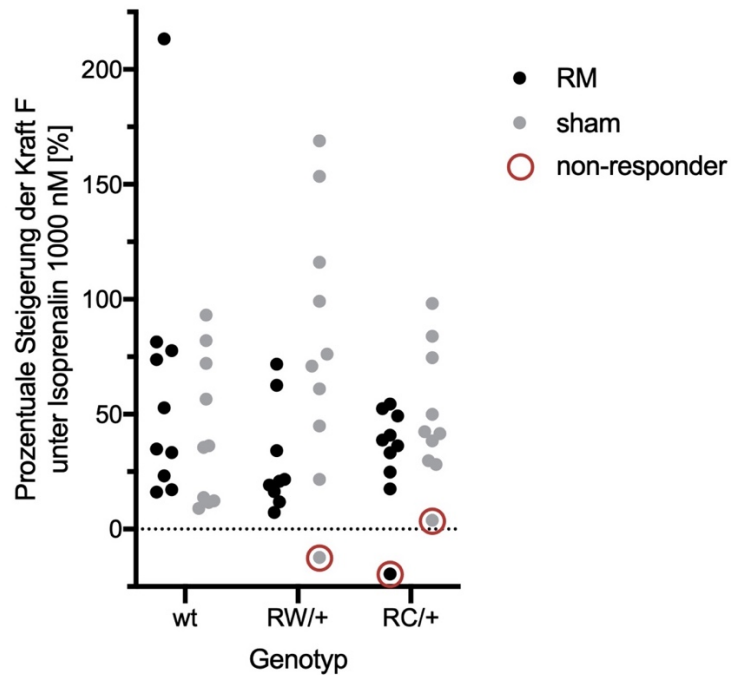 Prozentuale Steigerung der Kraft F
unter Isoprenalin 1000 nM [%]
200
150
100
50
0
wt
RW/+
RC/+
Genotyp
RM
sham
non-responder